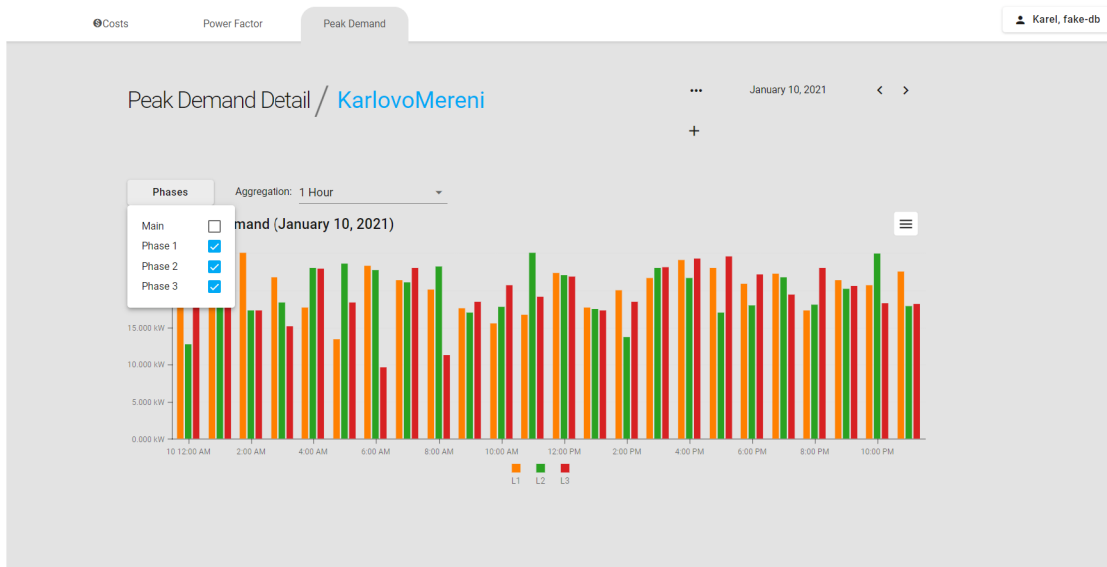 Costs Power Factor Peak Demand Karel, fake-db
Peak Demand Detail / KarlovoMereni ••• January 10, 2021
+
Phases Aggregation: 1 Hour
mand (January 10, 2021)
Main
Phase 1
Phase 2
Phase 3
15.000 kW
10.000 kW
5.000 kW
0.000 kW
10.12:00 AM 2:00 AM 4:00 AM 6:00 AM 8:00 AM 10:00 AM 12:00 PM 2:00 PM 4:00 PM 6:00 PM 8:00 PM 10:00 PM
L1 L2 L3